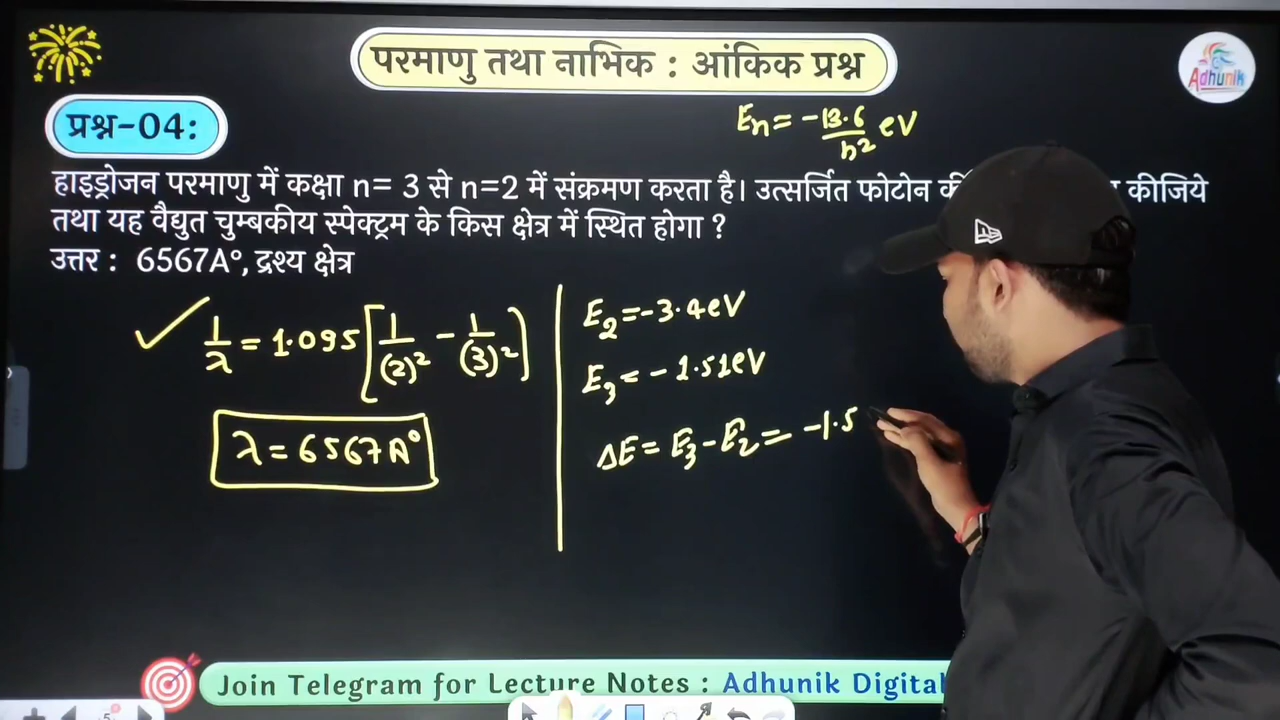 परमाणु तथा नाभिक : आंकिक प्रश्न
Adhunik
प्रश्न-04:
En = -13.6/n² eV
हाइड्रोजन परमाणु में कक्षा n= 3 से n=2 में संक्रमण करता है। उत्सर्जित फोटोन कीजिये
तथा यह वैद्युत चुम्बकीय स्पेक्ट्रम के किस क्षेत्र में स्थित होगा ?
उत्तर : 6567A°, द्रश्य क्षेत्र
1/λ = 1.095 [1/(2)² - 1/(3)²]
λ = 6567A°
E₂ = -3.4eV
E₃ = -1.51eV
ΔE = E₃ - E₂ = -1.5
Join Telegram for Lecture Notes : Adhunik Digital